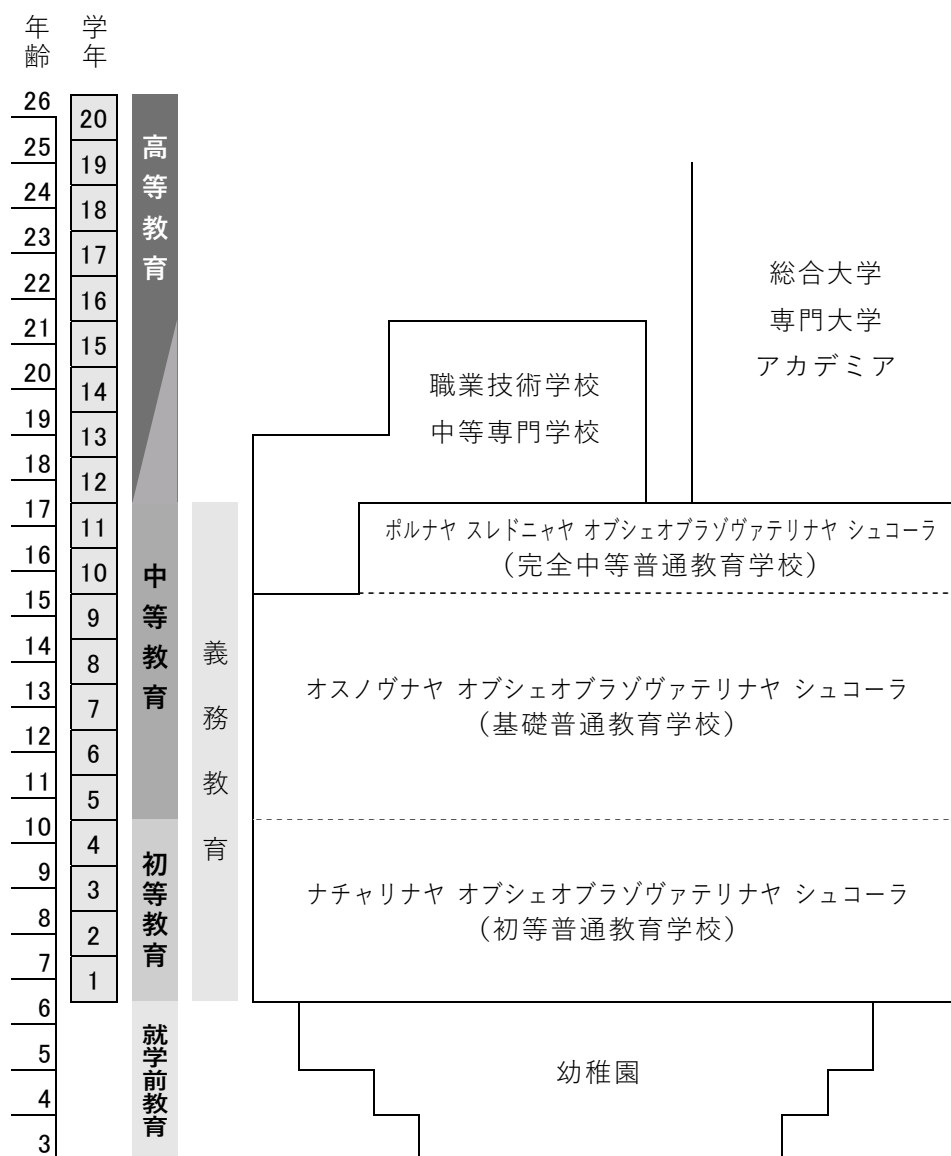 年齢
学年
26
25
24
23
22
21
20
19
18
17
16
15
14
13
12
11
10
9
8
7
6
5
4
3
20
19
18
17
16
15
14
13
12
11
10
9
8
7
6
5
4
3
2
1
高等教育
中等教育
初等教育
就学前教育
義務教育
総合大学
専門大学
アカデミア
職業技術学校
中等専門学校
ポルナヤ スレドニャヤ オブシェオブラゾヴァテリナヤ シュコーラ
(完全中等普通教育学校)
オスノヴナヤ オブシェオブラゾヴァテリナヤ シュコーラ
(基礎普通教育学校)
ナチャリナヤ オブシェオブラゾヴァテリナヤ シュコーラ
(初等普通教育学校)
幼稚園